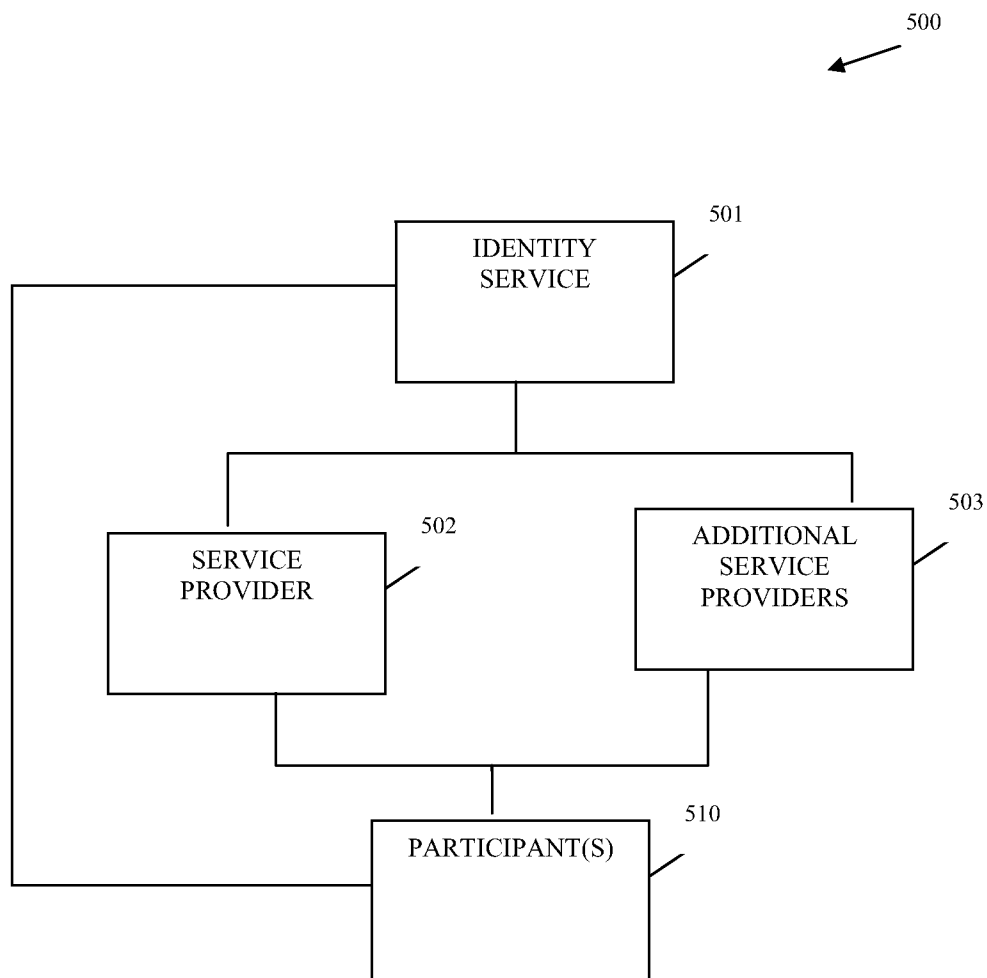 500
501
IDENTITY
SERVICE
502
SERVICE
PROVIDER
503
ADDITIONAL
SERVICE
PROVIDERS
510
PARTICIPANT(S)